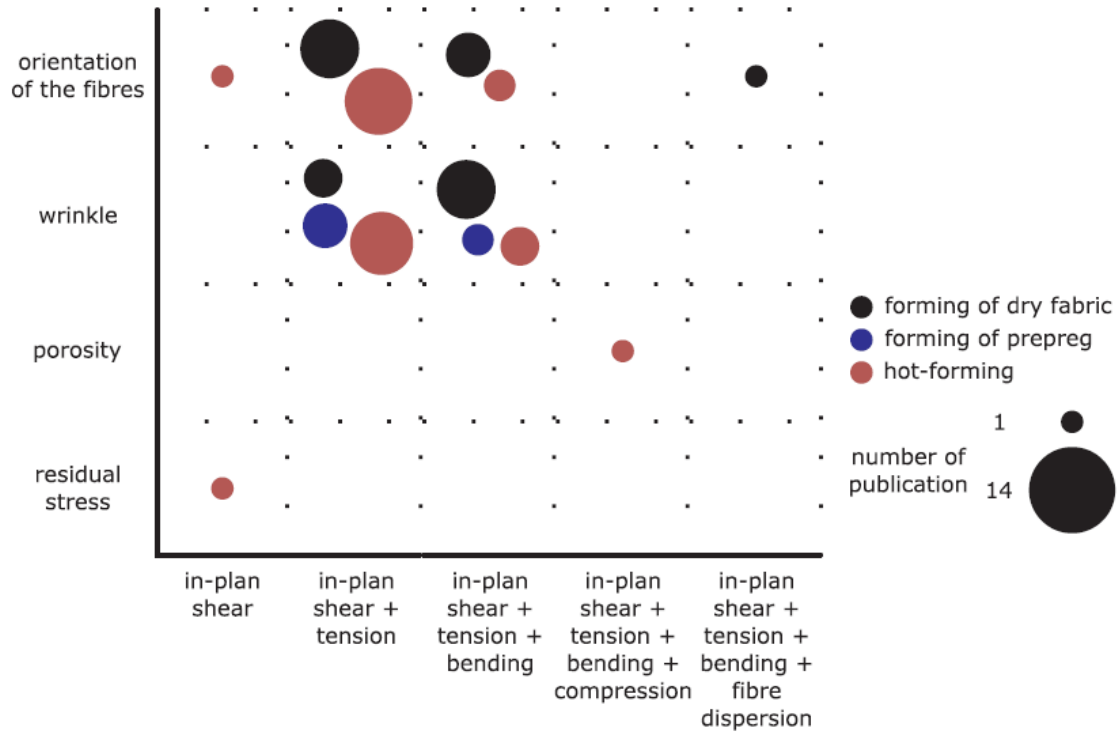 orientation
of the fibres
wrinkle
porosity
residual
stress
in-plan
shear
in-plan
shear +
tension
in-plan
shear +
tension +
bending
in-plan
shear +
tension +
bending +
compression
in-plan
shear +
tension +
bending +
fibre
dispersion
forming of dry fabric
forming of prepreg
hot-forming
1
number of
publication
14